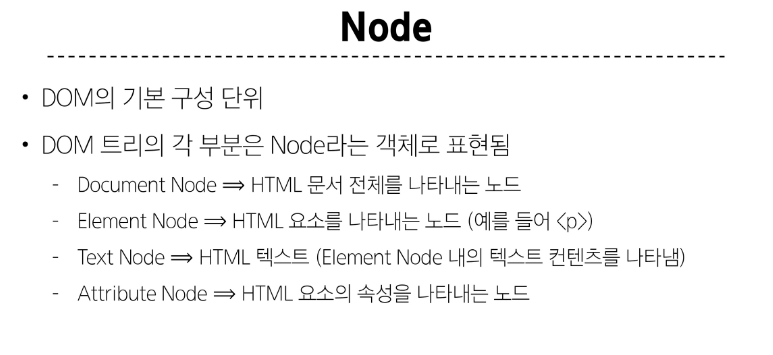 Node
• DOM의 기본 구성 단위
• DOM 트리의 각 부분은 Node라는 객체로 표현됨
- Document Node ⟹ HTML 문서 전체를 나타내는 노드
- Element Node ⟹ HTML 요소를 나타내는 노드 (예를 들어 <p>)
- Text Node ⟹ HTML 텍스트 (Element Node 내의 텍스트 컨텐츠를 나타냄)
- Attribute Node ⟹ HTML 요소의 속성을 나타내는 노드